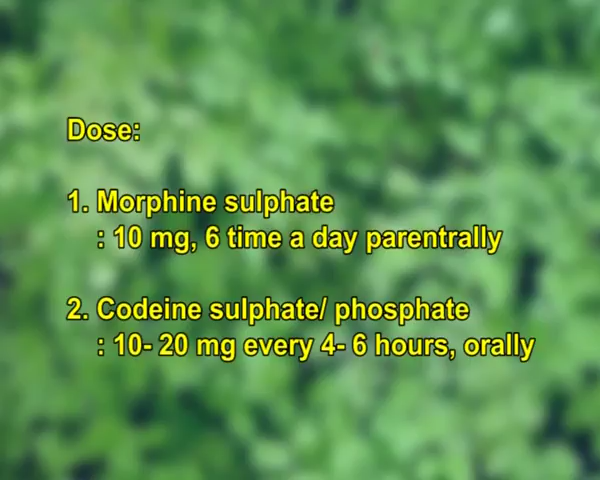 Dose:
1. Morphine sulphate
: 10 mg, 6 time a day parentrally
2. Codeine sulphate/ phosphate
: 10- 20 mg every 4- 6 hours, orally